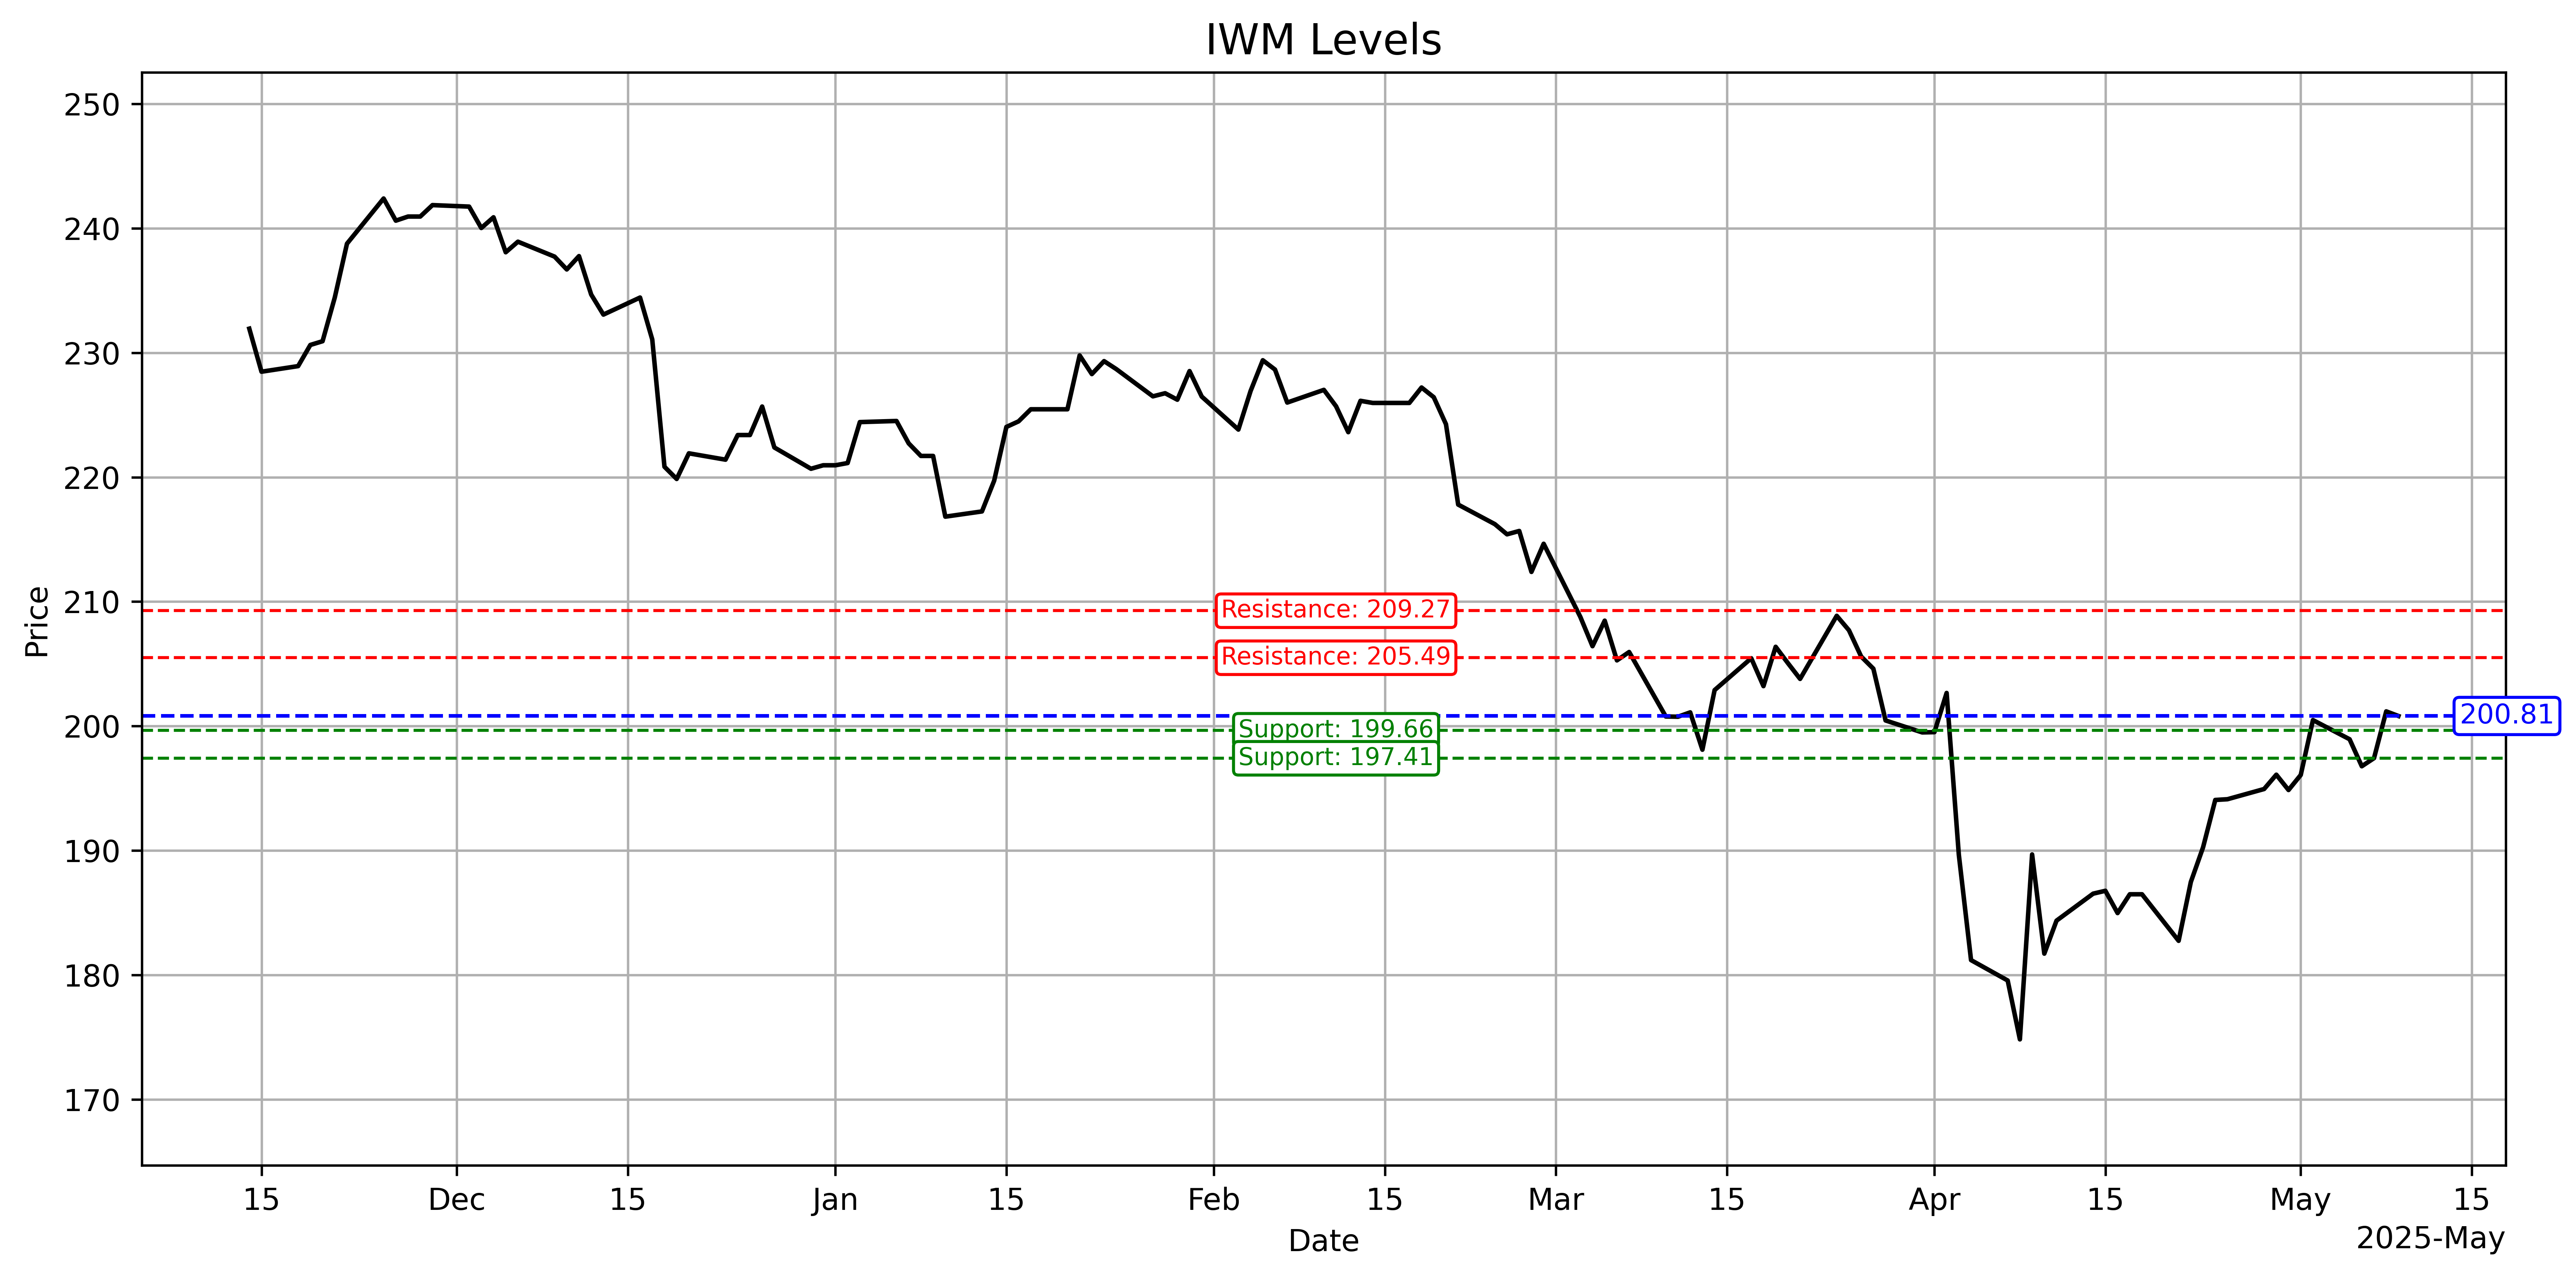 IWM Levels
250
240
230
220
210
200
190
180
170
Price
Resistance: 209.27
Resistance: 205.49
200.81
Support: 199.66
Support: 197.41
15 Dec 15 Jan 15 Feb 15 Mar 15 Apr 15 May 15
Date
2025-May